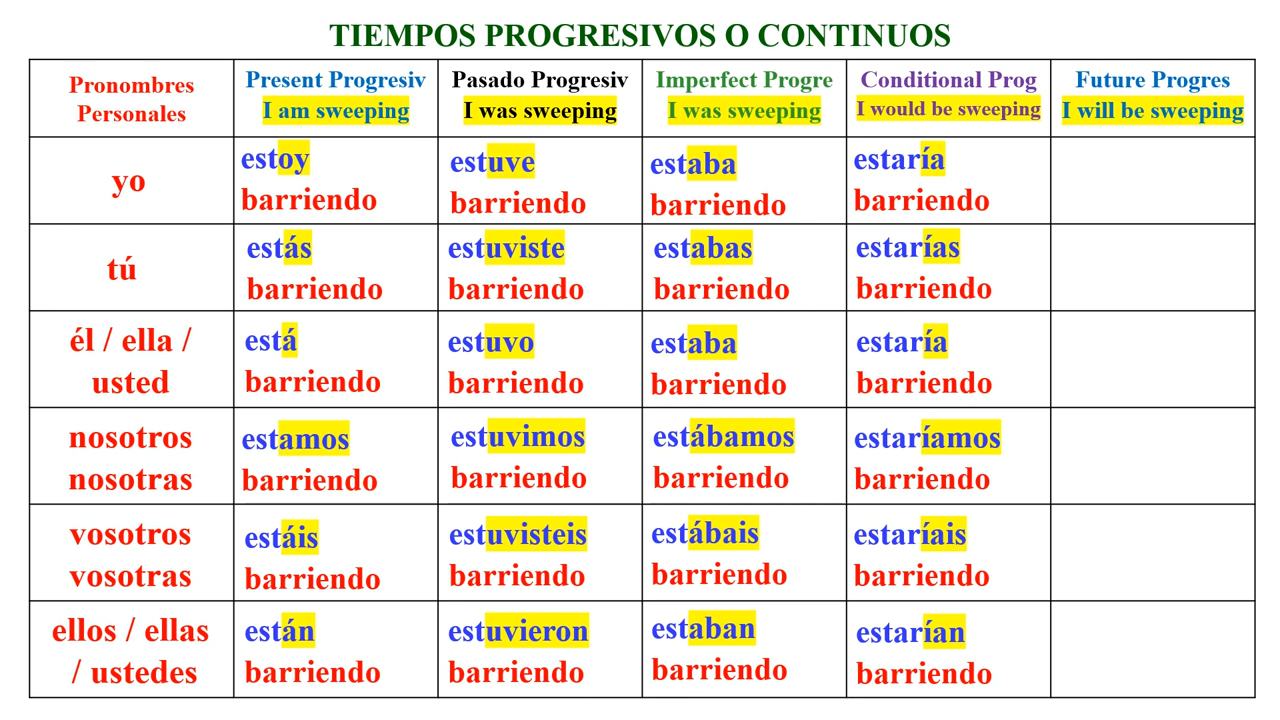 TIEMPOS PROGRESIVOS O CONTINUOS
Pronombres
Personales
Present Progresiv
I am sweeping
Pasado Progresiv
I was sweeping
Imperfect Progre
I was sweeping
Conditional Prog
I would be sweeping
Future Progres
I will be sweeping
yo
estoy
barriendo
estuve
barriendo
estaba
barriendo
estaría
barriendo
tú
estás
barriendo
estuviste
barriendo
estabas
barriendo
estarías
barriendo
él / ella /
usted
está
barriendo
estuvo
barriendo
estaba
barriendo
estaría
barriendo
nosotros
nosotras
estamos
barriendo
estuvimos
barriendo
estábamos
barriendo
estaríamos
barriendo
vosotros
vosotras
estáis
barriendo
estuvisteis
barriendo
estábais
barriendo
estaríais
barriendo
ellos / ellas
/ ustedes
están
barriendo
estuvieron
barriendo
estaban
barriendo
estarían
barriendo